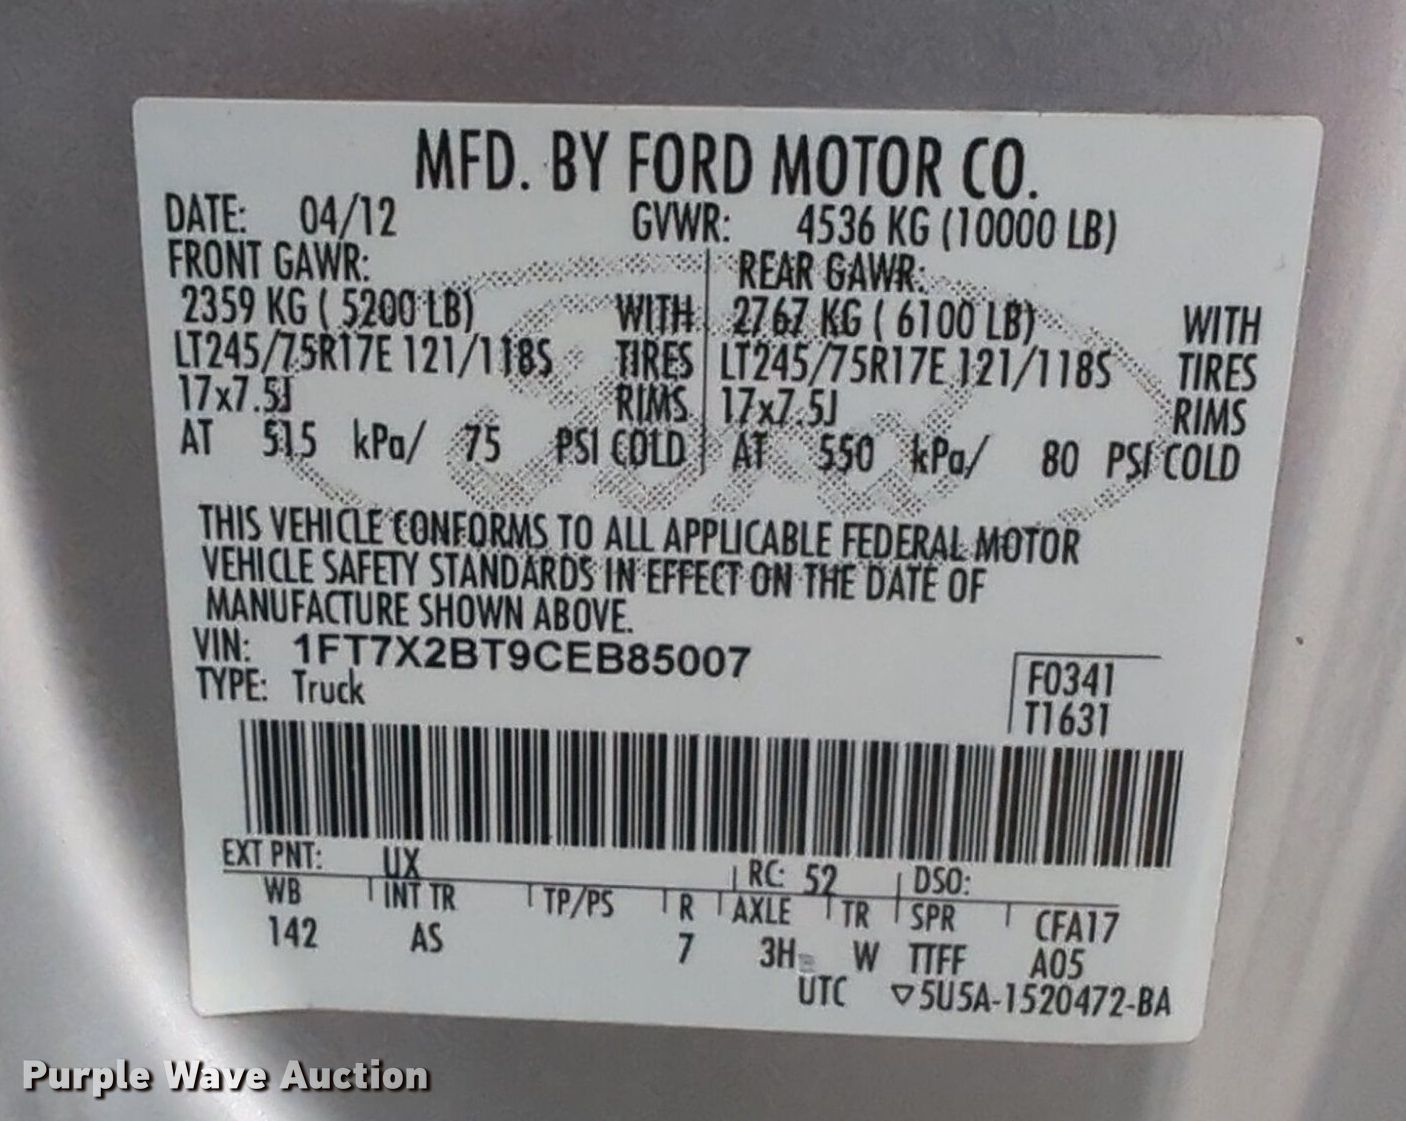 MFD. BY FORD MOTOR CO.
DATE: 04/12 GVWR: 4536 KG (10000 LB)
FRONT GAWR: REAR GAWR:
2359 KG ( 5200 LB) WITH 2767 KG ( 6100 LB) WITH
LT245/75R17E 121/118S TIRES LT245/75R17E 121/118S TIRES
17x7.5J RIMS 17x7.5J RIMS
AT 515 kPa/ 75 PSI COLD AT 550 kPa/ 80 PSI COLD
THIS VEHICLE CONFORMS TO ALL APPLICABLE FEDERAL MOTOR
VEHICLE SAFETY STANDARDS IN EFFECT ON THE DATE OF
MANUFACTURE SHOWN ABOVE.
VIN: 1FT7X2BT9CEB85007
TYPE: Truck
F0341
T1631
EXT PNT: UX RC: 52 DSO:
WB INT TR TP/PS R AXLE TR SPR CFA17
142 AS 7 3H W TTFF A05
UTC ▽5U5A-1520472-BA
Purple Wave Auction